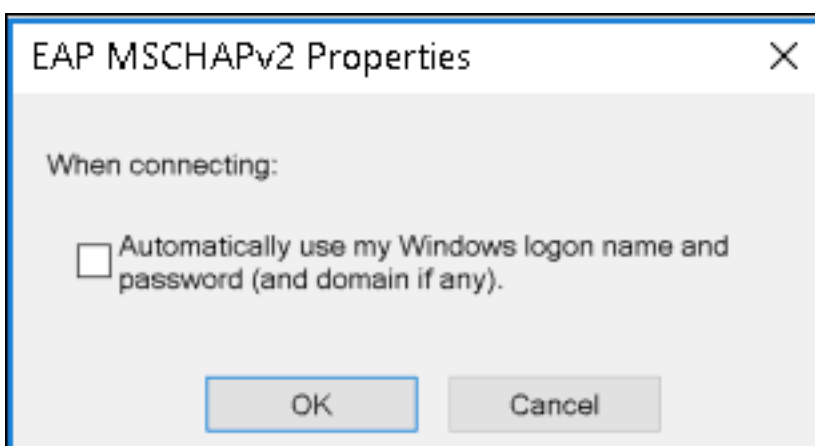 EAP MSCHAPv2 Properties
When connecting:
Automatically use my Windows logon name and
password (and domain if any).
OK Cancel